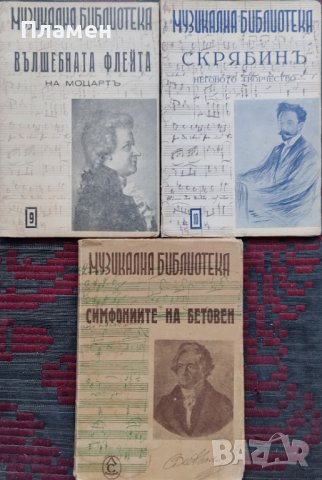 Пламен
МУЗИКАЛНА БИБЛИОТЕКА
ВЪЛШЕБНАТА ФЛЕЙТА
НА МОЦАРТЪ
9
МУЗИКАЛНА БИБЛИОТЕКА
СКРЯБИНЪ
НЕГОВОТО ТВОРЧЕСТВО
МУЗИКАЛНА БИБЛИОТЕКА
СИМФОНИИТЕ НА БЕТОВЕН
BAZAR
bg